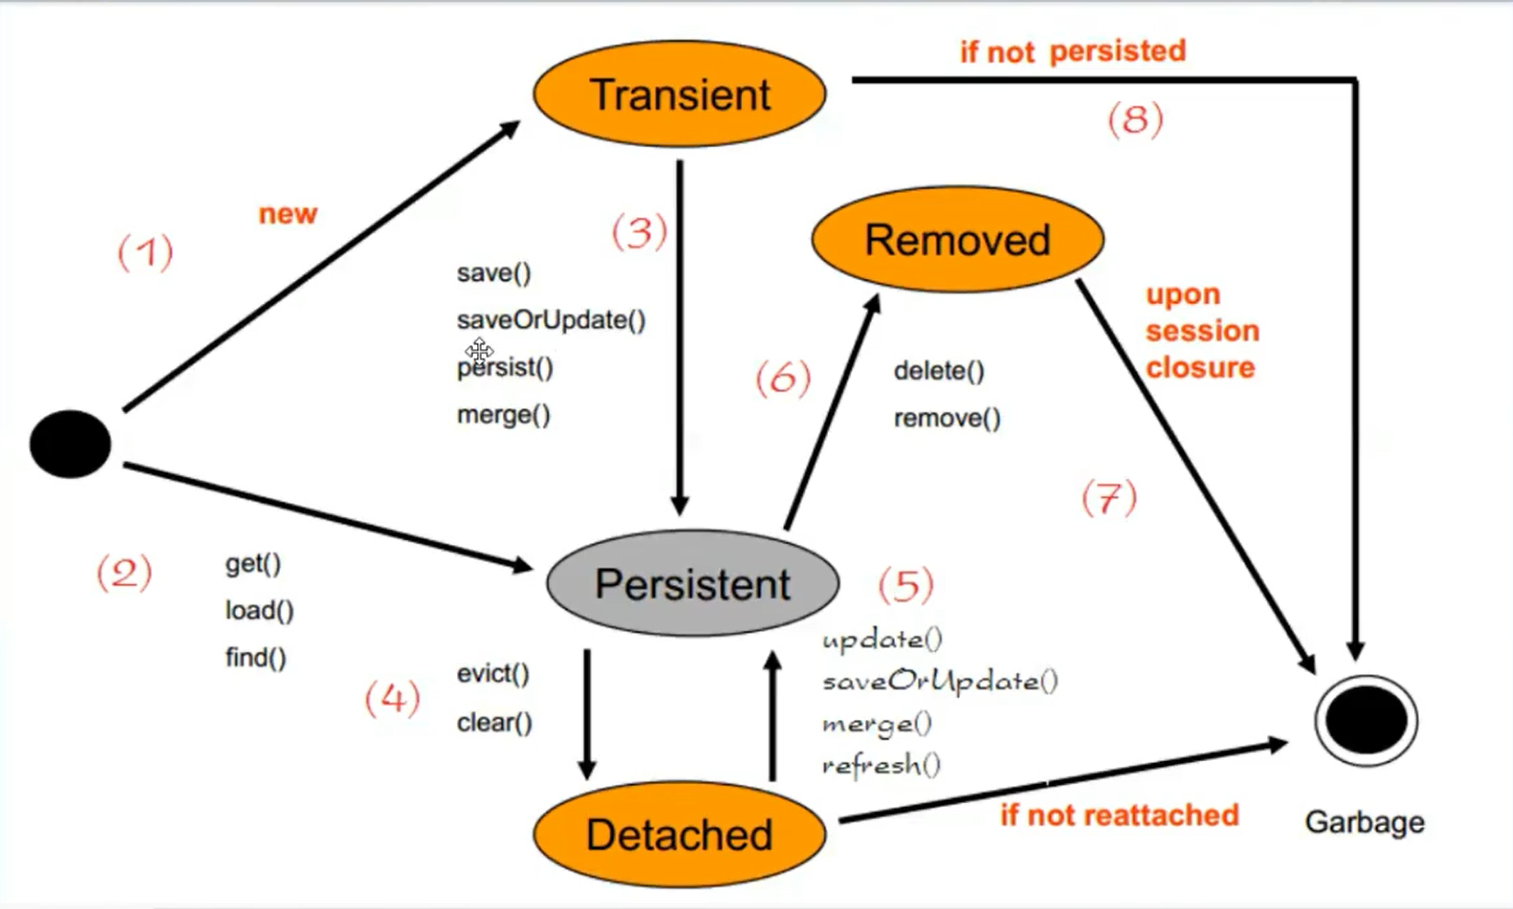 if not persisted
Transient
(8)
new
(1)
(3)
Removed
save()
saveOrUpdate()
persist()
merge()
upon
session
closure
(6)
delete()
remove()
(7)
(2)
get()
load()
find()
Persistent
(5)
update()
saveOrUpdate()
merge()
refresh()
(4)
evict()
clear()
Detached
if not reattached
Garbage